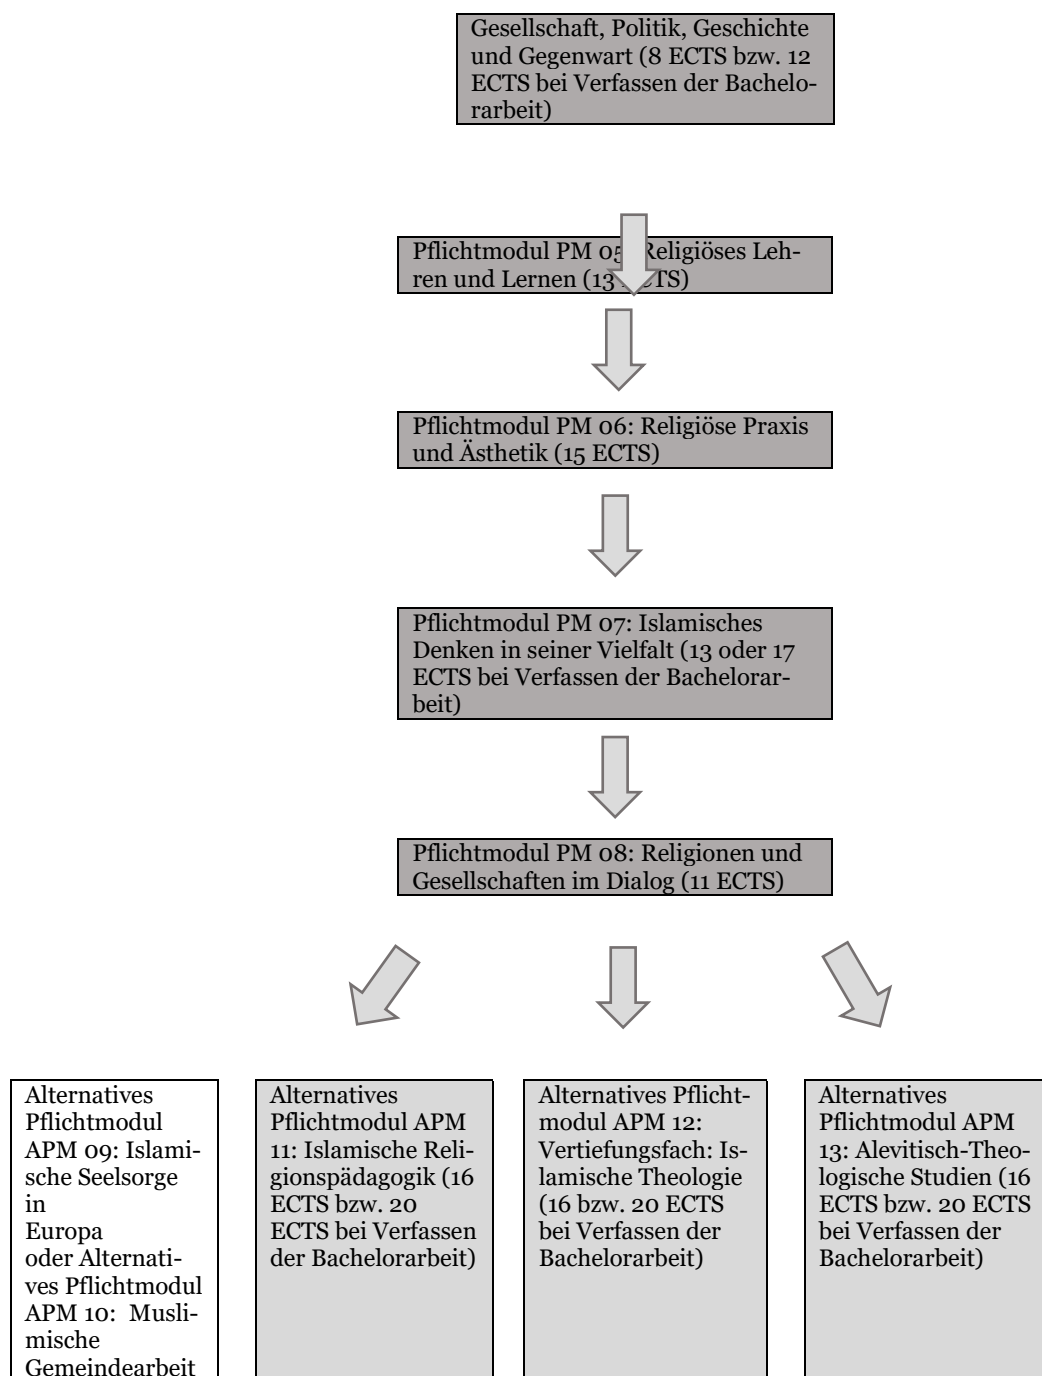 Gesellschaft, Politik, Geschichte
und Gegenwart (8 ECTS bzw. 12
ECTS bei Verfassen der Bachelo-
rarbeit)
Pflichtmodul PM 05: Religiöses Leh-
ren und Lernen (13 ECTS)
Pflichtmodul PM 06: Religiöse Praxis
und Ästhetik (15 ECTS)
Pflichtmodul PM 07: Islamisches
Denken in seiner Vielfalt (13 oder 17
ECTS bei Verfassen der Bachelorar-
beit)
Pflichtmodul PM 08: Religionen und
Gesellschaften im Dialog (11 ECTS)
Alternatives
Pflichtmodul
APM 09: Islami-
sche Seelsorge
in
Europa
oder Alternati-
ves Pflichtmodul
APM 10: Musli-
mische
Gemeindearbeit
Alternatives
Pflichtmodul APM
11: Islamische Reli-
gionspädagogik (16
ECTS bzw. 20
ECTS bei Verfassen
der Bachelorarbeit)
Alternatives Pflicht-
modul APM 12:
Vertiefungsfach: Is-
lamische Theologie
(16 bzw. 20 ECTS
bei Verfassen der
Bachelorarbeit)
Alternatives
Pflichtmodul APM
13: Alevitisch-Theo-
logische Studien (16
ECTS bzw. 20 ECTS
bei Verfassen der
Bachelorarbeit)